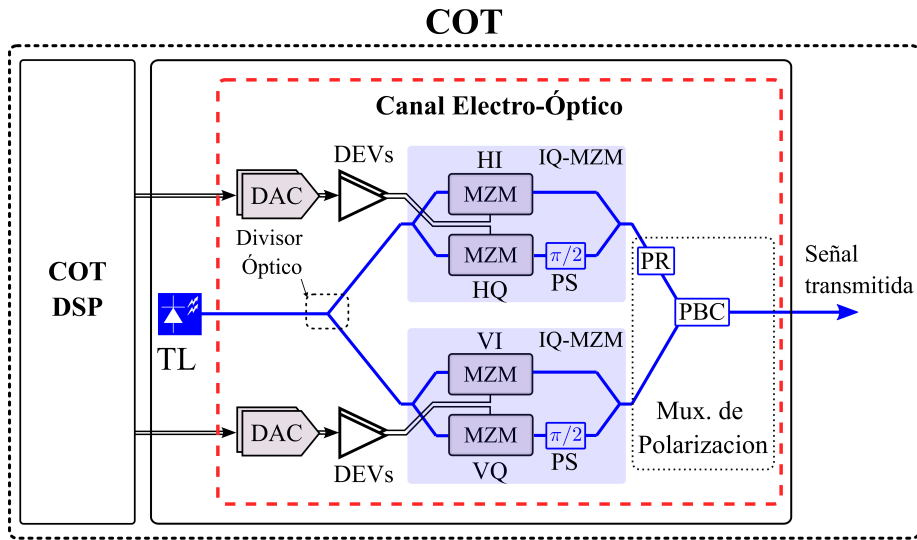 COT
Canal Electro-Óptico
DEVs
HI
IQ-MZM
DAC
MZM
Divisor
Óptico
MZM
π/2
HQ
PS
PR
COT
DSP
Señal
transmitida
PBC
TL
VI
IQ-MZM
MZM
DAC
MZM
π/2
DEVs
VQ
PS
Mux. de
Polarizacion